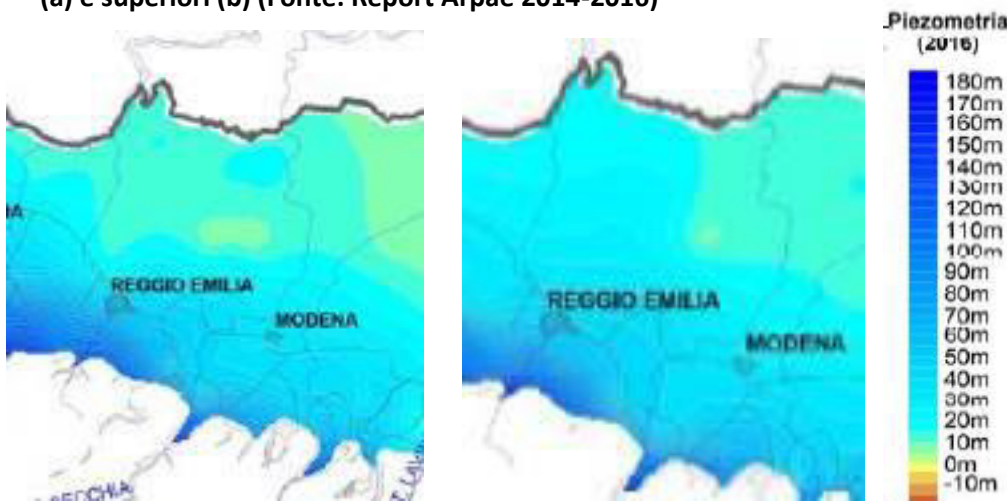 (a) e superiori (b) (Fonte: Report Arpae 2014-2016)
Piezometria
(2016)
REGGIO EMILIA
MODENA
REGGIO EMILIA
MODENA
180m
170m
160m
150m
140m
130m
120m
110m
100m
90m
80m
70m
60m
50m
40m
30m
20m
10m
0m
-10m